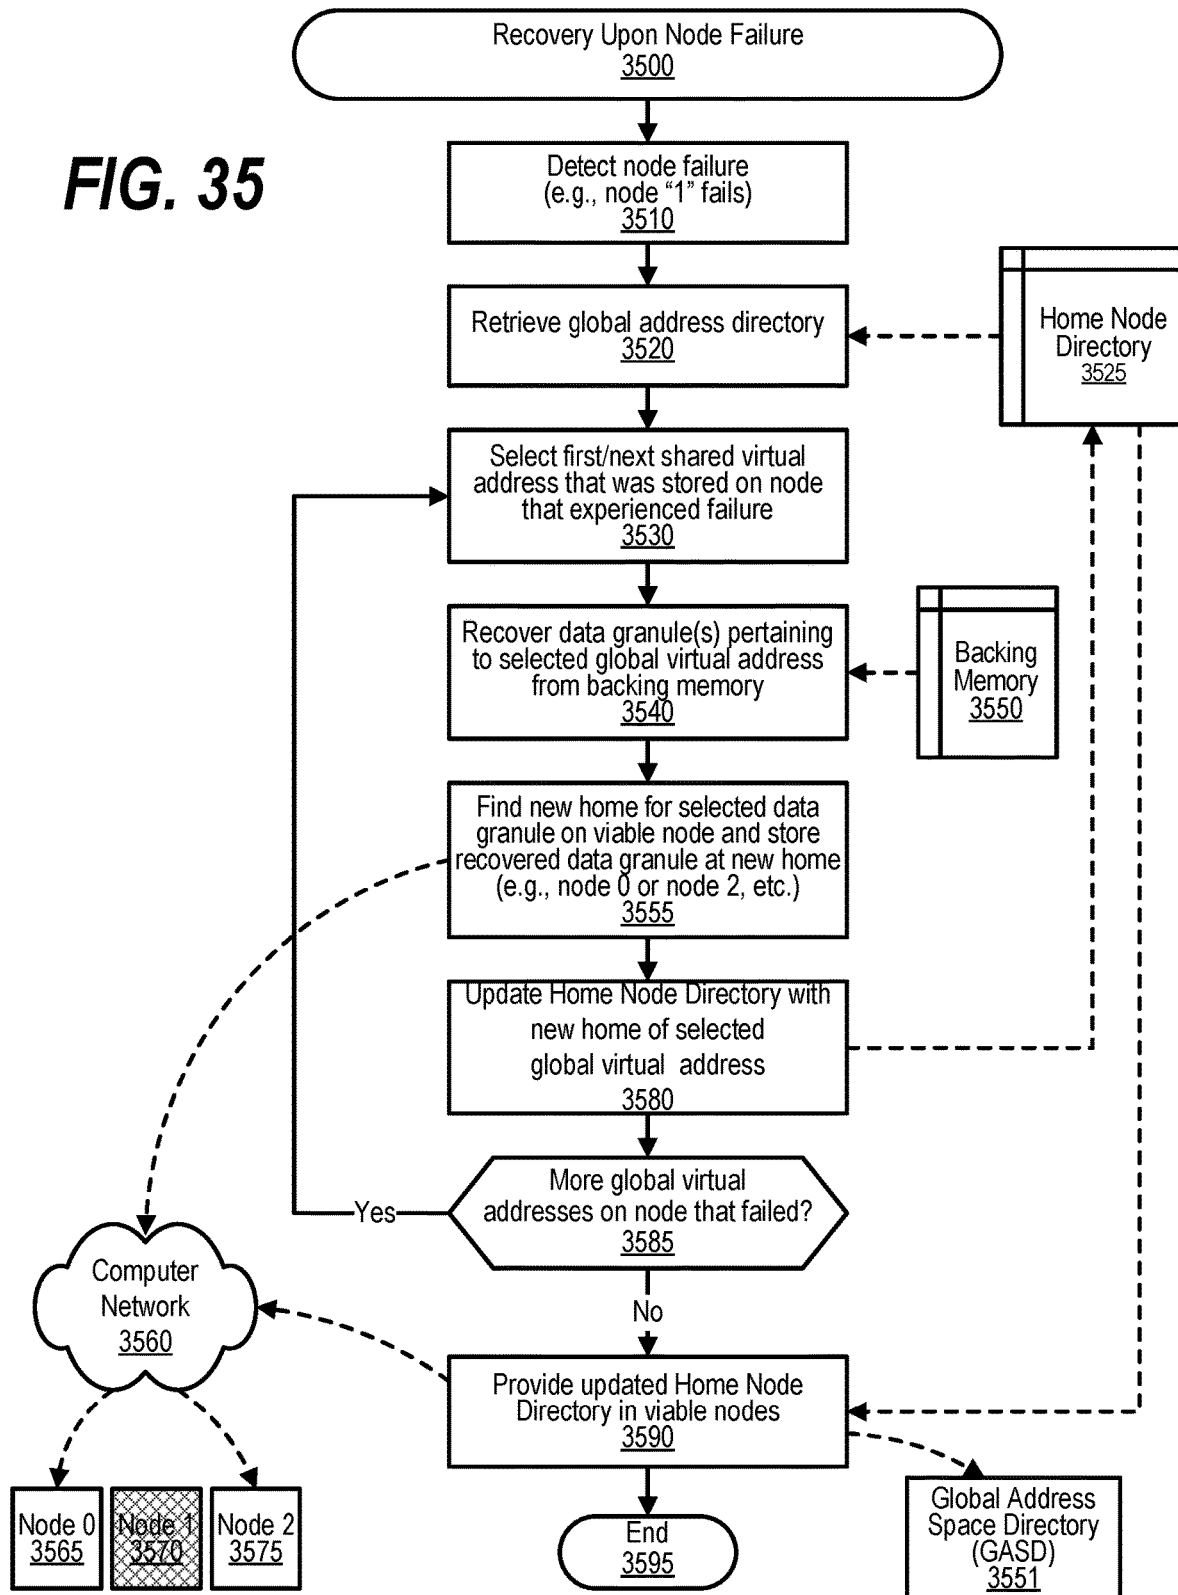 Recovery Upon Node Failure
3500
FIG. 35
Detect node failure
(e.g., node “1” fails)
3510
Retrieve global address directory
3520
Home Node
Directory
3525
Select first/next shared virtual
address that was stored on node
that experienced failure
3530
Recover data granule(s) pertaining
to selected global virtual address
from backing memory
3540
Backing
Memory
3550
Find new home for selected data
granule on viable node and store
recovered data granule at new home
(e.g., node 0 or node 2, etc.)
3555
Update Home Node Directory with
new home of selected
global virtual address
3580
More global virtual
addresses on node that failed?
3585
Yes
No
Computer
Network
3560
Provide updated Home Node
Directory in viable nodes
3590
Node 0
3565
Node 1
3570
Node 2
3575
End
3595
Global Address
Space Directory
(GASD)
3551